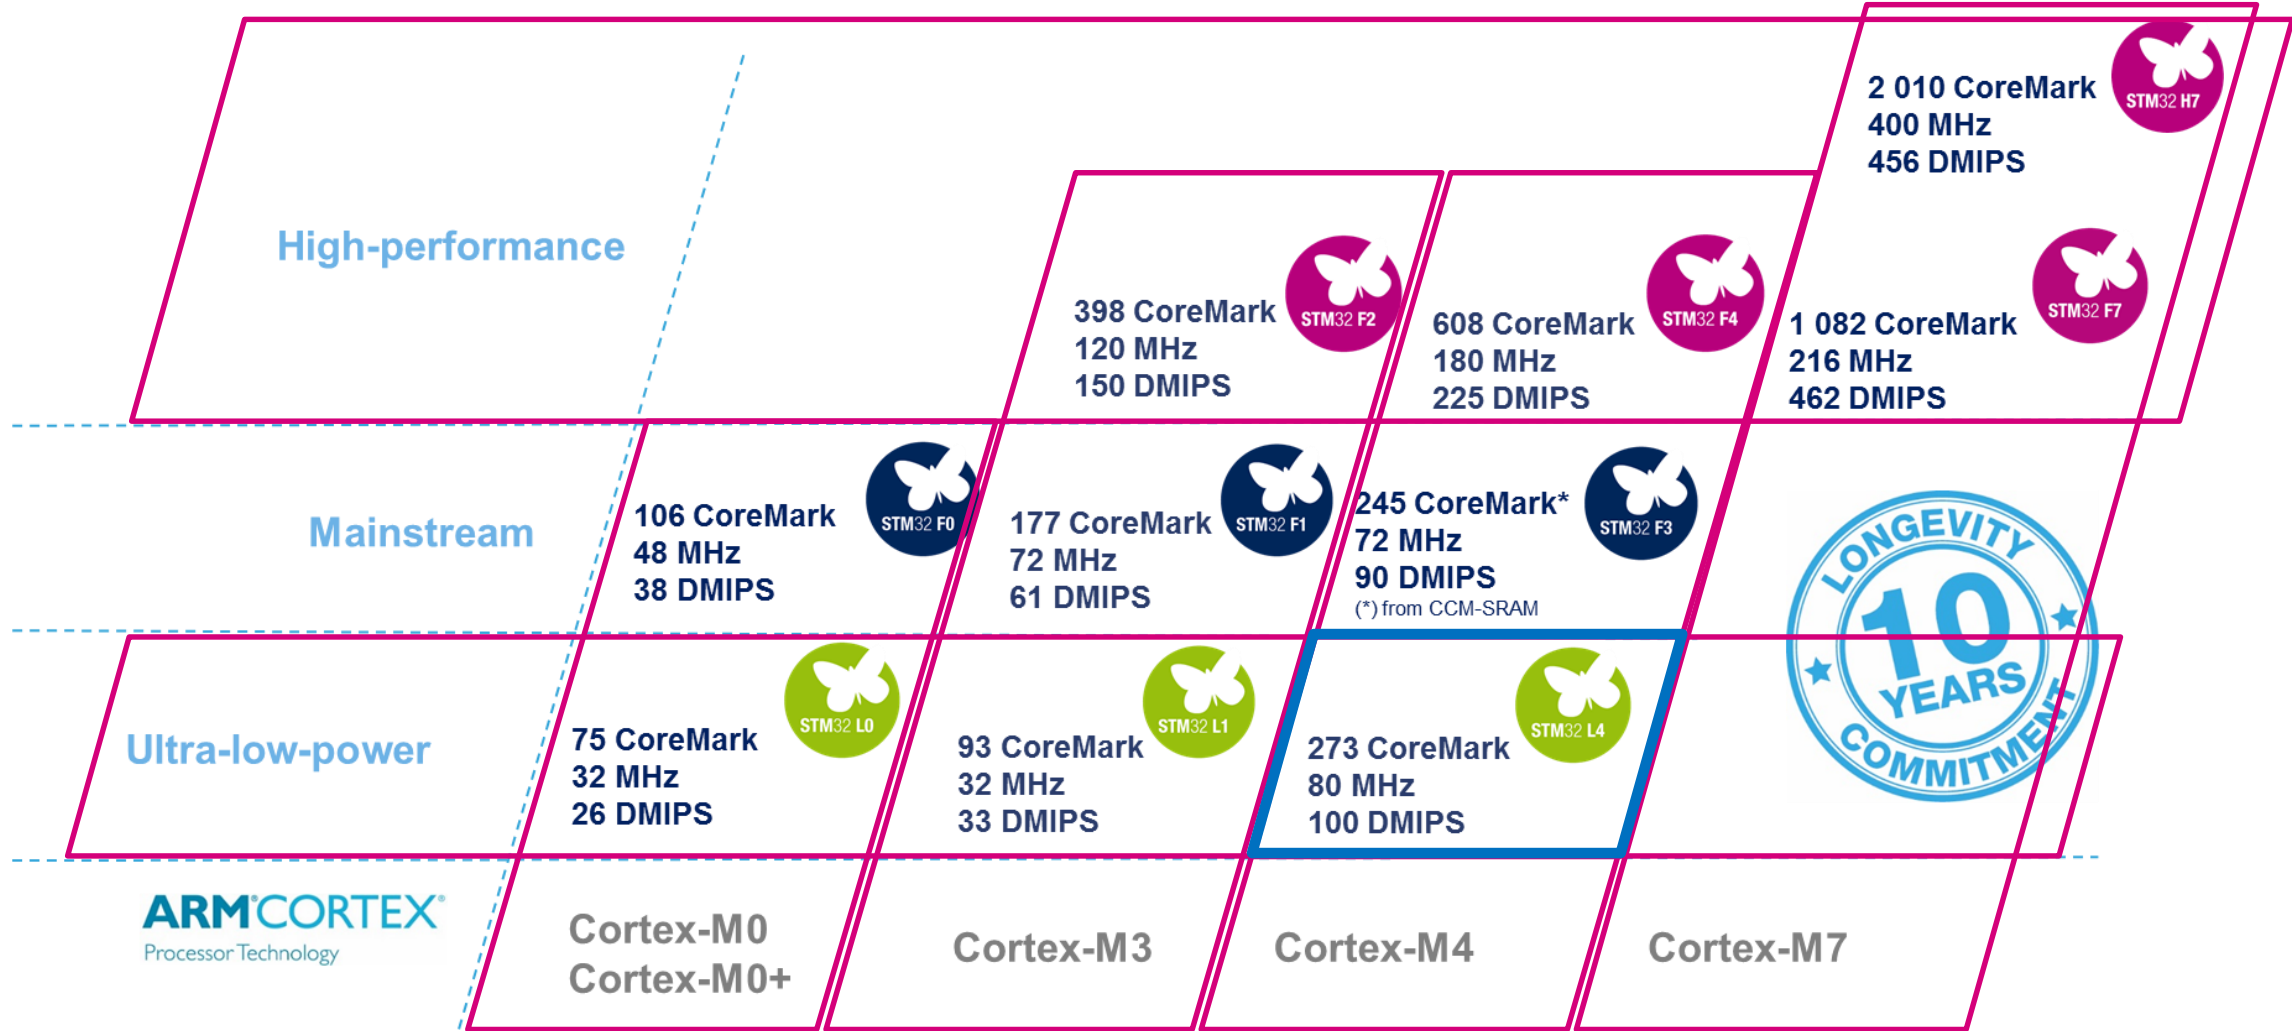 2 010 CoreMark
400 MHz
456 DMIPS
STM32 H7
High-performance
398 CoreMark
120 MHz
150 DMIPS
STM32 F2
608 CoreMark
180 MHz
225 DMIPS
STM32 F4
1 082 CoreMark
216 MHz
462 DMIPS
STM32 F7
Mainstream
106 CoreMark
48 MHz
38 DMIPS
STM32 F0
177 CoreMark
72 MHz
61 DMIPS
STM32 F1
245 CoreMark*
72 MHz
90 DMIPS
(*) from CCM-SRAM
STM32 F3
LONGEVITY
10
YEARS
COMMITMENT
Ultra-low-power
75 CoreMark
32 MHz
26 DMIPS
STM32 L0
93 CoreMark
32 MHz
33 DMIPS
STM32 L1
273 CoreMark
80 MHz
100 DMIPS
STM32 L4
ARM®CORTEX®
Processor Technology
Cortex-M0
Cortex-M0+
Cortex-M3
Cortex-M4
Cortex-M7